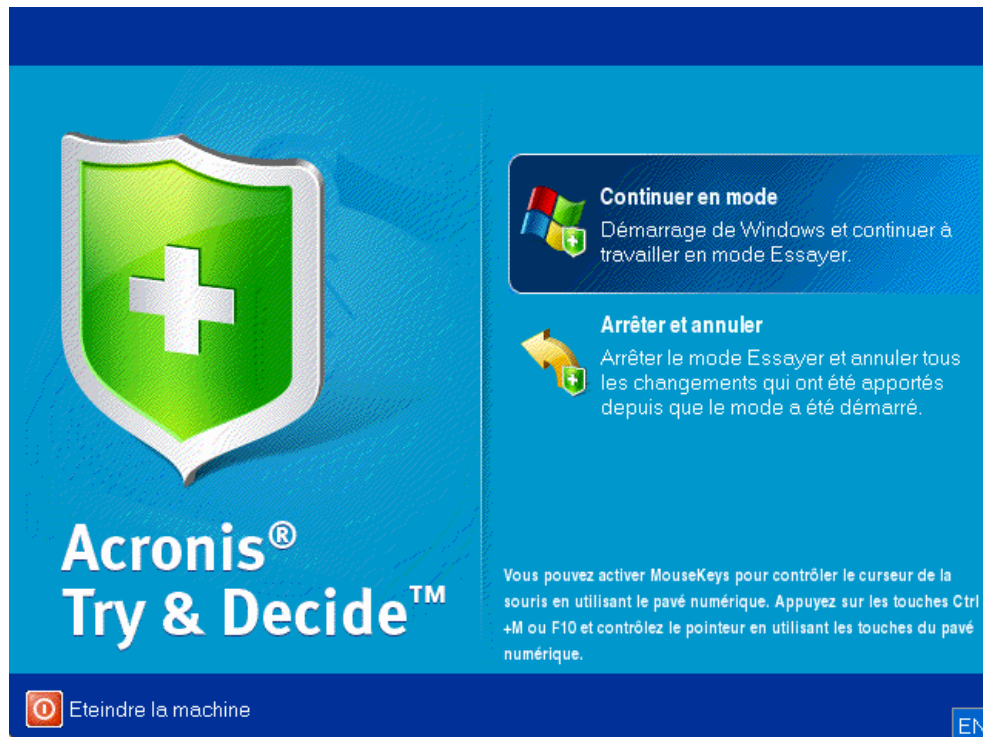 Continuer en mode
Démarrage de Windows et continuer à
travailler en mode Essayer.
Arrêter et annuler
Arrêter le mode Essayer et annuler tous
les changements qui ont été apportés
depuis que le mode a été démarré.
Acronis®
Try & Decide™
Vous pouvez activer MouseKeys pour contrôler le curseur de la
souris en utilisant le pavé numérique. Appuyez sur les touches Ctrl
+M ou F10 et contrôlez le pointeur en utilisant les touches du pavé
numérique.
Eteindre la machine
EN